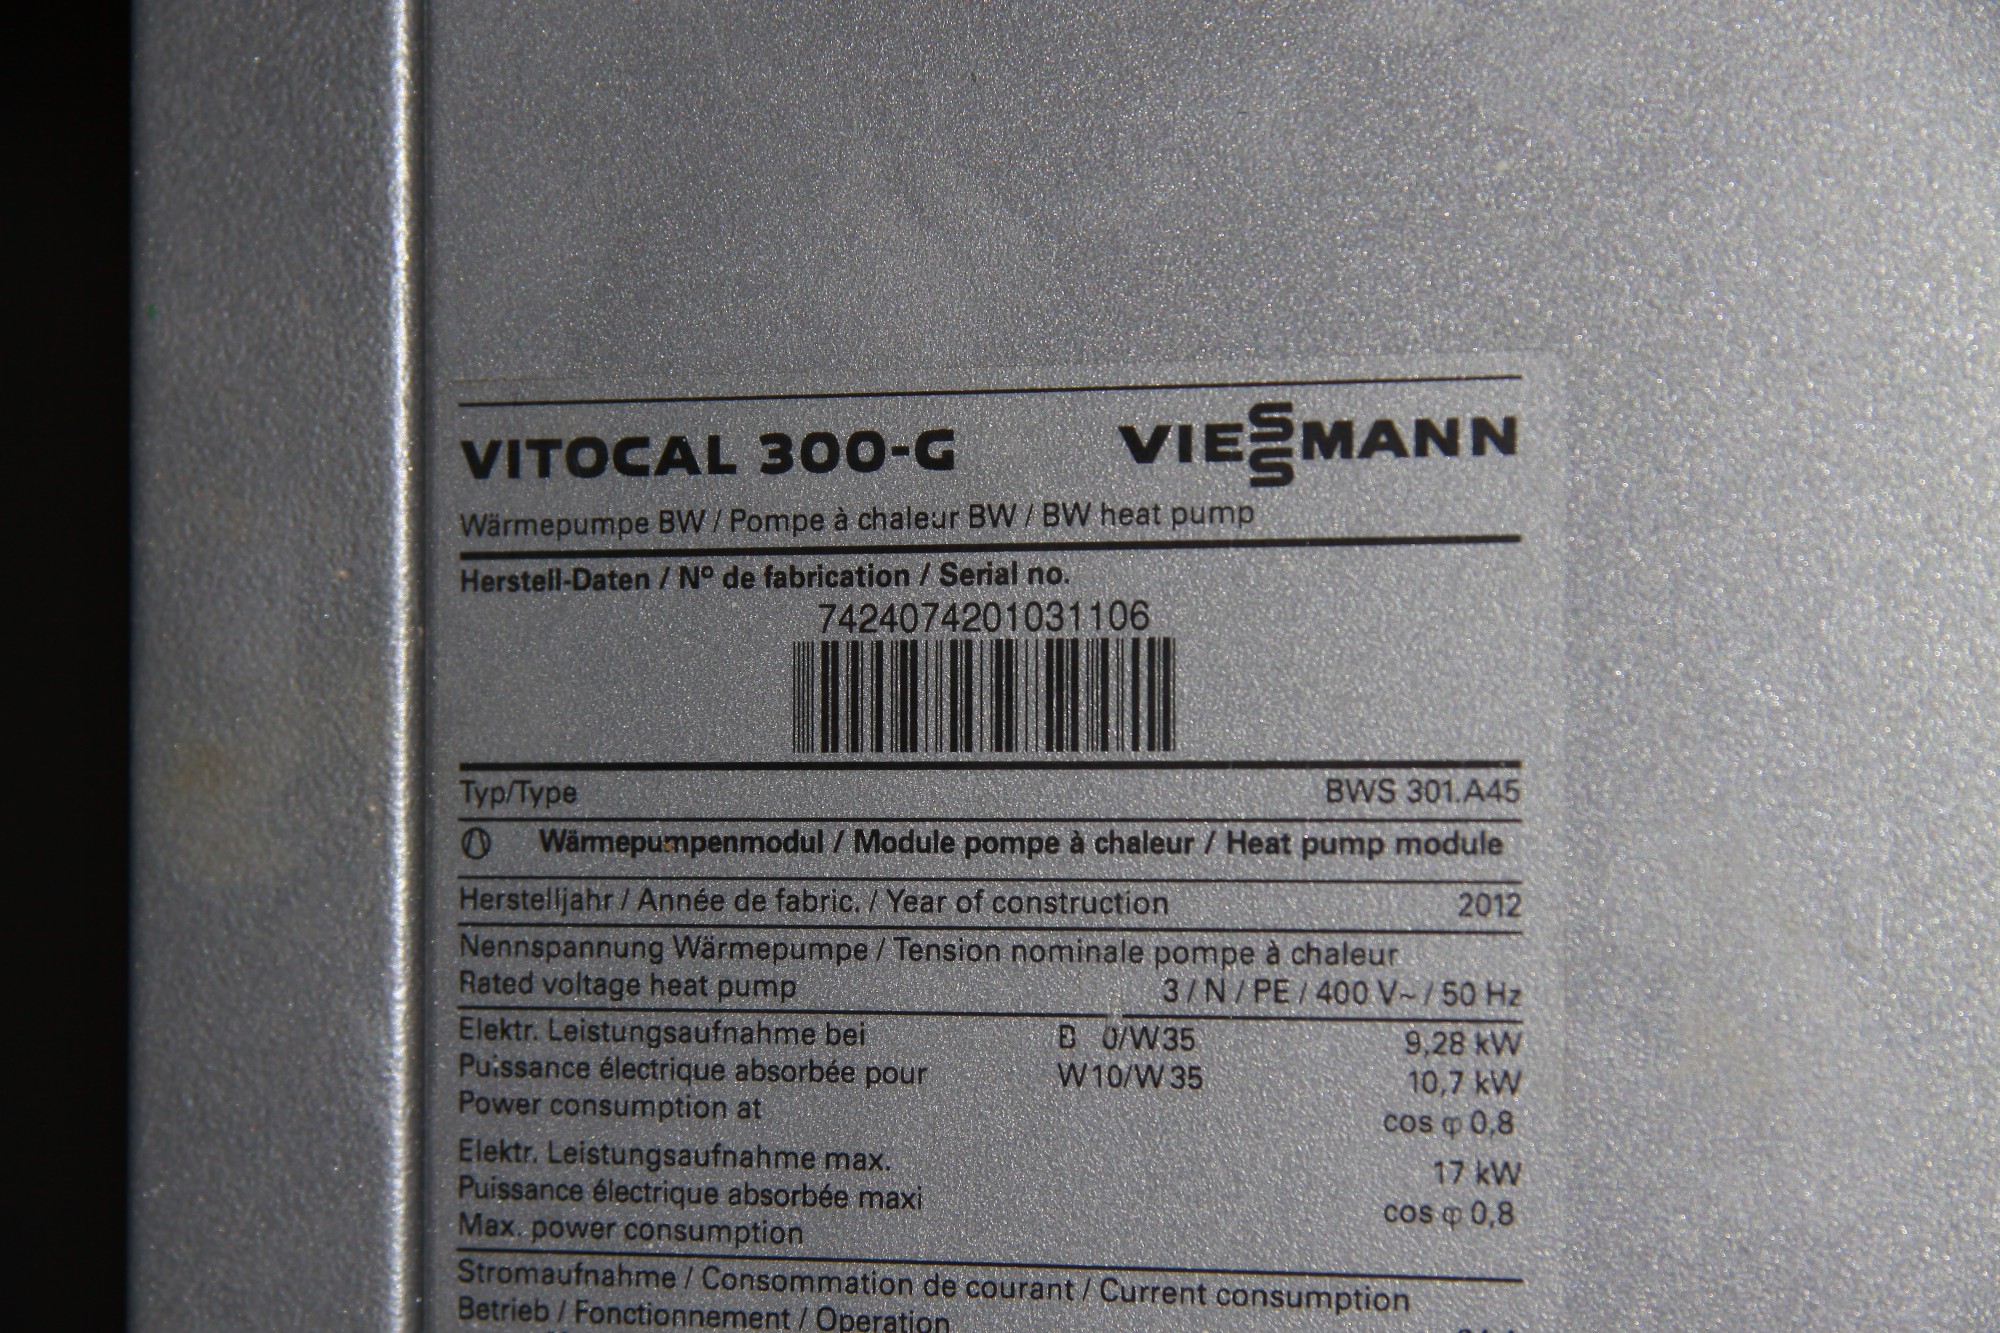 VITOCAL 300-G VIESSMANN
Wärmepumpe BW / Pompe à chaleur BW / BW heat pump
Herstell-Daten / Nº de fabrication / Serial no.
7424074201031106
Typ/Type BWS 301.A45
Wärmepumpenmodul / Module pompe à chaleur / Heat pump module
Herstelljahr / Année de fabric. / Year of construction 2012
Nennspannung Wärmepumpe / Tension nominale pompe à chaleur
Rated voltage heat pump 3 / N / PE / 400 V~ / 50 Hz
Elektr. Leistungsaufnahme bei B 0/W35 9,28 kW
Puissance électrique absorbée pour W10/W35 10,7 kW
Power consumption at cos φ 0,8
Elektr. Leistungsaufnahme max. 17 kW
Puissance électrique absorbée maxi cos φ 0,8
Max. power consumption
Stromaufnahme / Consommation de courant / Current consumption
Betrieb / Fonctionnement / Operation